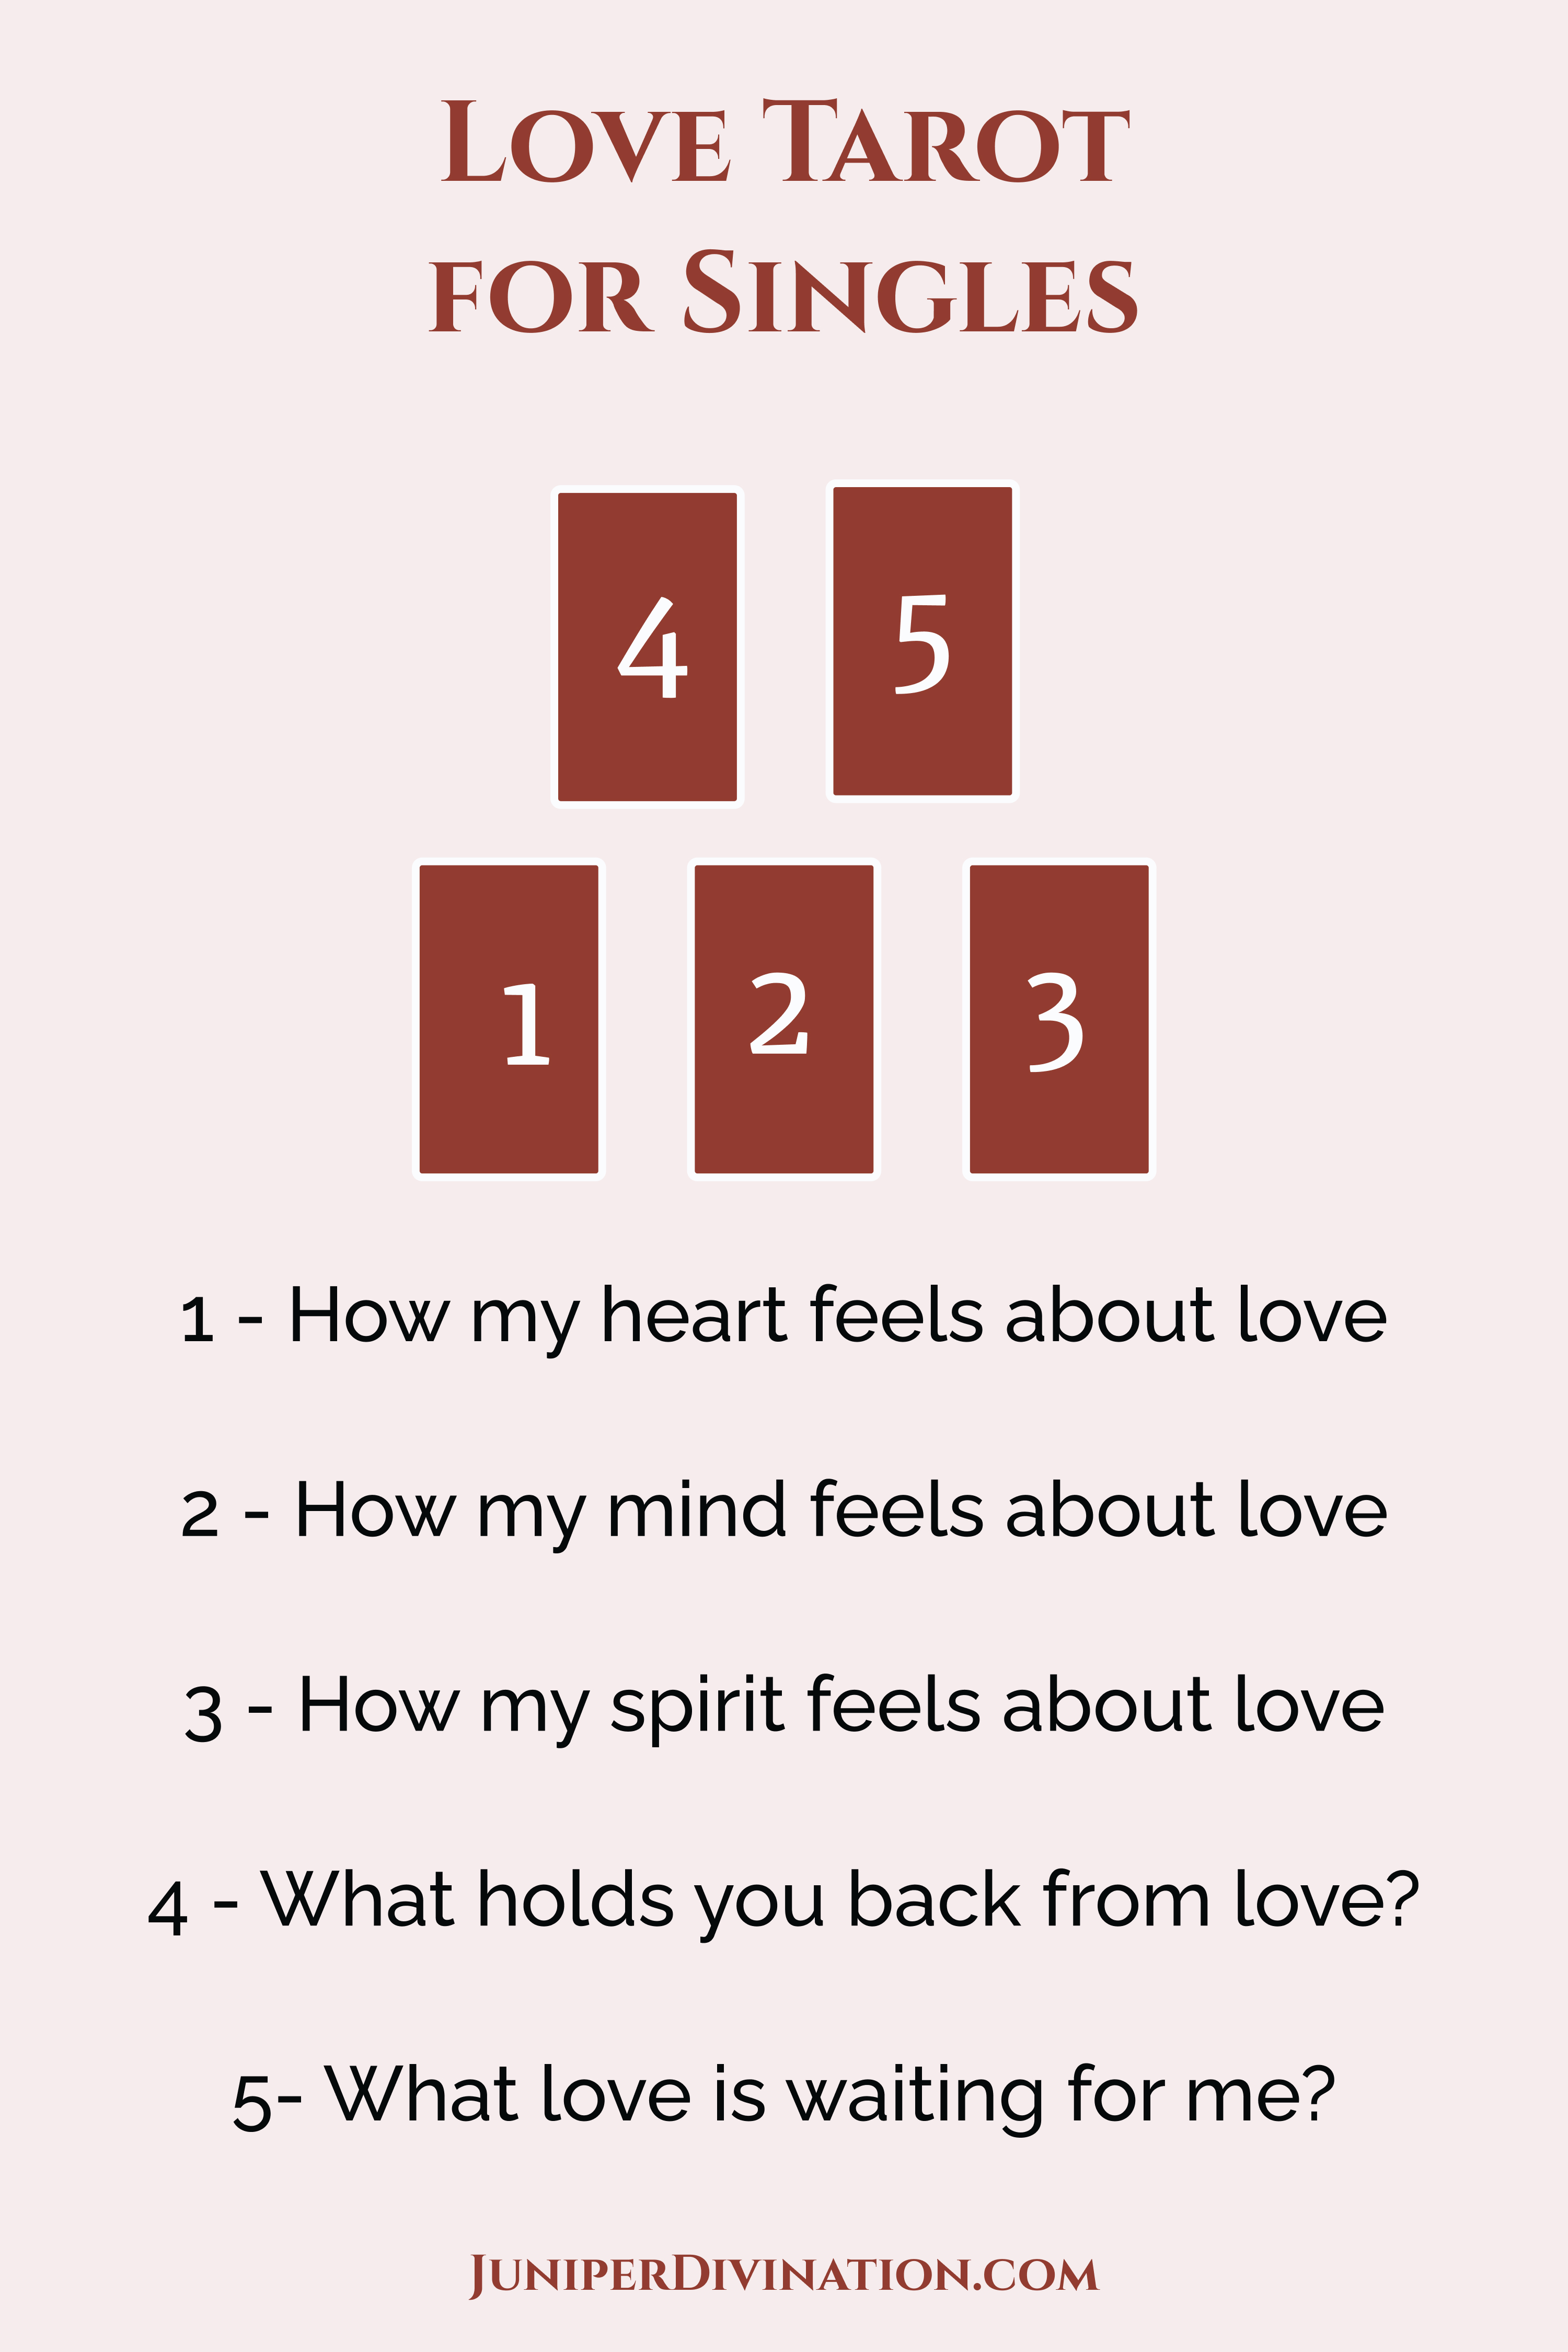 Love Tarot
for Singles
4 5
1 2 3
1 - How my heart feels about love
2 - How my mind feels about love
3 - How my spirit feels about love
4 - What holds you back from love?
5- What love is waiting for me?
JuniperDivination.com